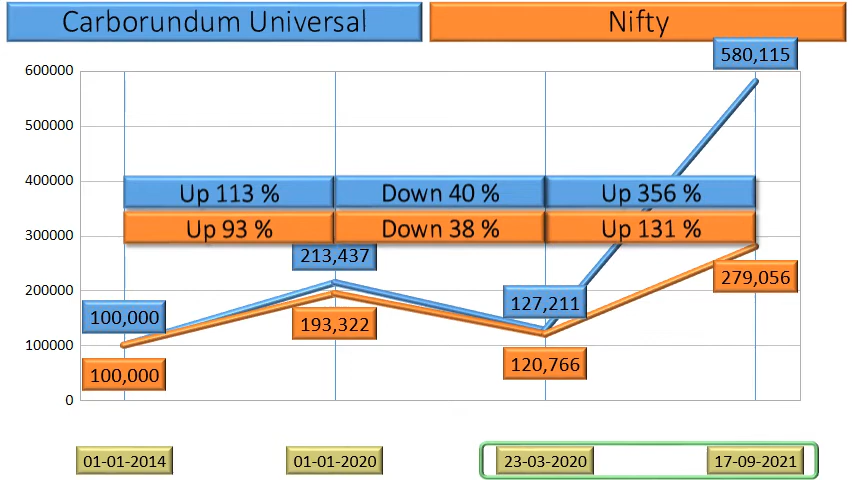 Carborundum Universal
Nifty
580,115
600000
500000
400000
300000
200000
100000
0
Up 113 %
Down 40 %
Up 356 %
Up 93 %
Down 38 %
Up 131 %
213,437
279,056
127,211
100,000
193,322
120,766
100,000
01-01-2014
01-01-2020
23-03-2020
17-09-2021